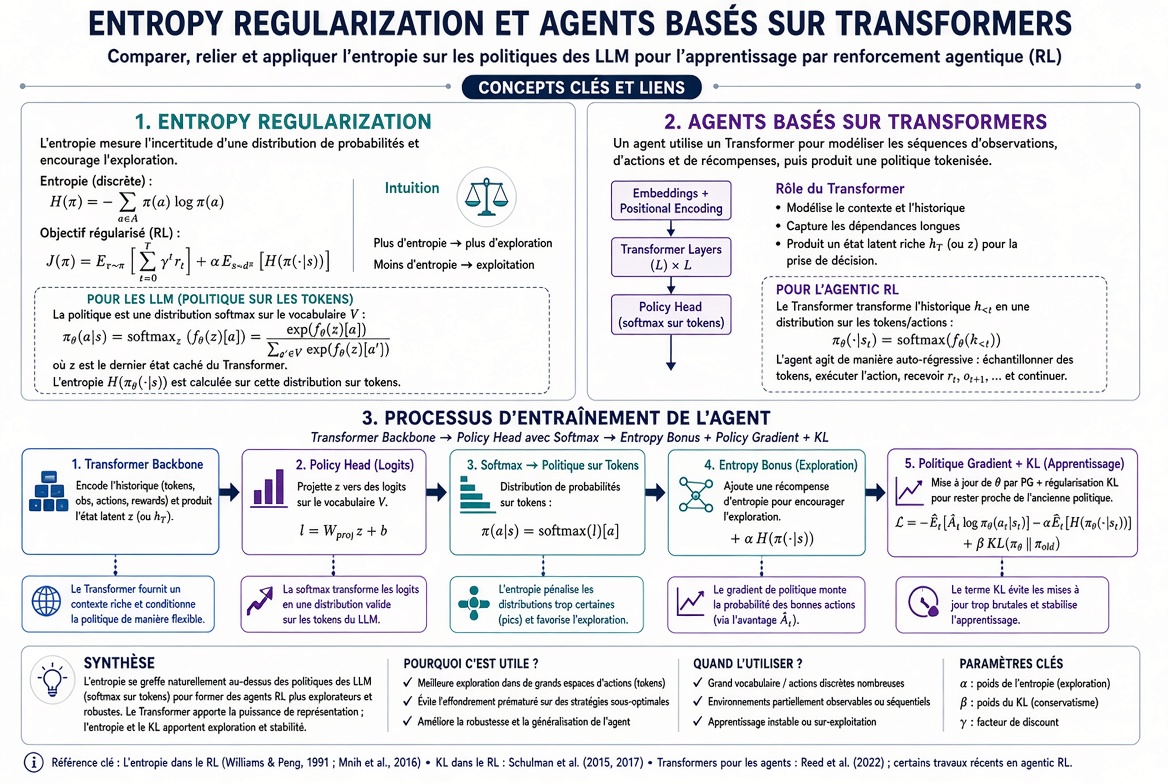 ENTROPY REGULARIZATION ET AGENTS BASÉS SUR TRANSFORMERS
Comparer, relier et appliquer l'entropie sur les politiques des LLM pour l'apprentissage par renforcement agentique (RL)
CONCEPTS CLÉS ET LIENS
1. ENTROPY REGULARIZATION
L'entropie mesure l'incertitude d'une distribution de probabilités et
encourage l'exploration.
Entropie (discrète) :
H(π) = − ∑_{a∈A} π(a) log π(a)
Objectif régularisé (RL) :
J(π) = E_{τ∼π} [∑_{t=0}^{T} γ^t r_t] + α E_{s∼d^π} [H(π(·|s))]
Intuition
Plus d'entropie → plus d'exploration
Moins d'entropie → exploitation
POUR LES LLM (POLITIQUE SUR LES TOKENS)
La politique est une distribution softmax sur le vocabulaire V :
π_θ(a|s) = softmax_z (f_θ(z)[a]) = exp(f_θ(z)[a]) / ∑_{a'∈V} exp(f_θ(z)[a'])
où z est le dernier état caché du Transformer.
L'entropie H(π_θ(·|s)) est calculée sur cette distribution sur tokens.
2. AGENTS BASÉS SUR TRANSFORMERS
Un agent utilise un Transformer pour modéliser les séquences d'observations,
d'actions et de récompenses, puis produit une politique tokenisée.
Embeddings +
Positional Encoding
Transformer Layers
(L) × L
Policy Head
(softmax sur tokens)
Rôle du Transformer
• Modélise le contexte et l'historique
• Capture les dépendances longues
• Produit un état latent riche h_T (ou z) pour la
prise de décision.
POUR L'AGENTIC RL
Le Transformer transforme l'historique h_{<t} en une
distribution sur les tokens/actions :
π_θ(·|s_t) = softmax(f_θ(h_{<t}))
L'agent agit de manière auto-régressive : échantillonner des
tokens, exécuter l'action, recevoir r_t, o_{t+1}, ... et continuer.
3. PROCESSUS D'ENTRAÎNEMENT DE L'AGENT
Transformer Backbone → Policy Head avec Softmax → Entropy Bonus + Policy Gradient + KL
1. Transformer Backbone
Encode l'historique (tokens,
obs, actions, rewards) et produit
l'état latent z (ou h_T).
2. Policy Head (Logits)
Projette z vers des logits
sur le vocabulaire V.
l = W_{proj} z + b
3. Softmax → Politique sur Tokens
Distribution de probabilités
sur tokens :
π(a|s) = softmax(l)[a]
4. Entropy Bonus (Exploration)
Ajoute une récompense
d'entropie pour encourager
l'exploration.
+ α H(π(·|s))
5. Politique Gradient + KL (Apprentissage)
Mise à jour de θ par PG + régularisation KL
pour rester proche de l'ancienne politique.
ℒ = −Ê_t[Â_t log π_θ(a_t|s_t)] − αÊ_t[H(π_θ(·|s_t))]
+ β KL(π_θ ∥ π_{old})
Le Transformer fournit un
contexte riche et conditionne
la politique de manière flexible.
La softmax transforme les logits
en une distribution valide
sur les tokens du LLM.
L'entropie pénalise les
distributions trop certaines
(pics) et favorise l'exploration.
Le gradient de politique monte
la probabilité des bonnes actions
(via l'avantage Â_t).
Le terme KL évite les mises à
jour trop brutales et stabilise
l'apprentissage.
SYNTHÈSE
L'entropie se greffe naturellement au-dessus des politiques des LLM
(softmax sur tokens) pour former des agents RL plus explorateurs et
robustes. Le Transformer apporte la puissance de représentation ;
l'entropie et le KL apportent exploration et stabilité.
POURQUOI C'EST UTILE ?
✓ Meilleure exploration dans de grands espaces d'actions (tokens)
✓ Évite l'effondrement prématuré sur des stratégies sous-optimales
✓ Améliore la robustesse et la généralisation de l'agent
QUAND L'UTILISER ?
✓ Grand vocabulaire / actions discrètes nombreuses
✓ Environments partiellement observables ou séquentiels
✓ Apprentissage instable ou sur-exploitation
PARAMÈTRES CLÉS
α : poids de l'entropie (exploration)
β : poids du KL (conservatisme)
γ : facteur de discount
Référence clé : L'entropie dans le RL (Williams & Peng, 1991 ; Mnih et al., 2016) • KL dans le RL : Schulman et al. (2015, 2017) • Transformers pour les agents : Reed et al. (2022) ; certains travaux récents en agentic RL.